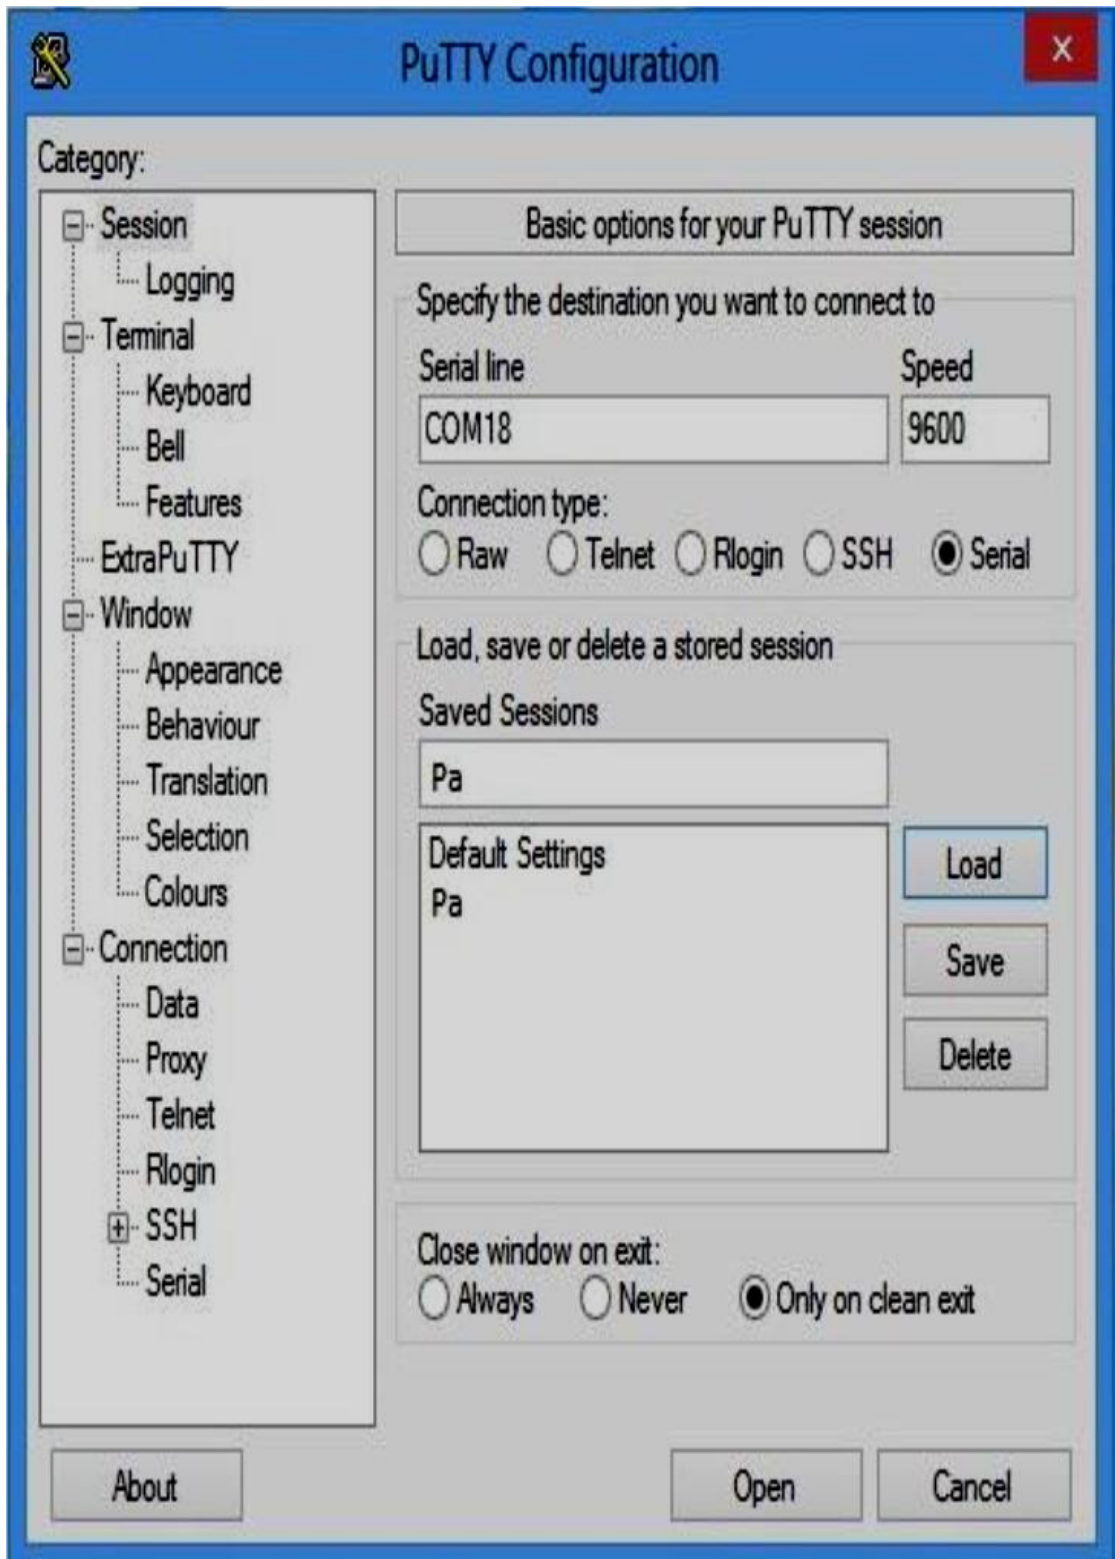 PuTTY Configuration
x
Category:
Session
Logging
Terminal
Keyboard
Bell
Features
ExtraPuTTY
Window
Appearance
Behaviour
Translation
Selection
Colours
Connection
Data
Proxy
Telnet
Rlogin
SSH
Serial
Basic options for your PuTTY session
Specify the destination you want to connect to
Serial line Speed
COM18 9600
Connection type:
Raw Telnet Rlogin SSH Serial
Load, save or delete a stored session
Saved Sessions
Pa
Default Settings
Pa
Load
Save
Delete
Close window on exit:
Always Never Only on clean exit
About Open Cancel